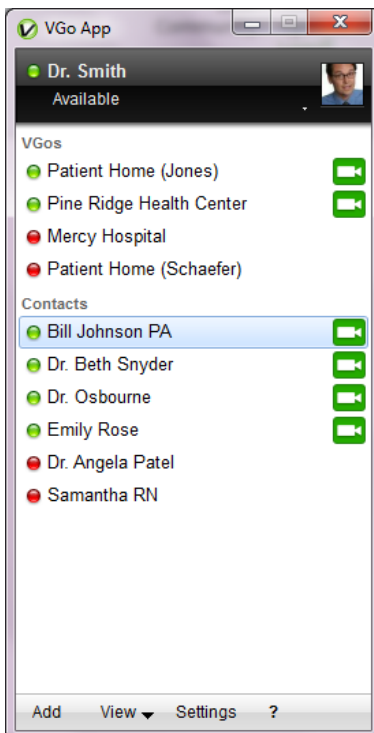 VGo App
Dr. Smith
Available
VGos
Patient Home (Jones)
Pine Ridge Health Center
Mercy Hospital
Patient Home (Schaefer)
Contacts
Bill Johnson PA
Dr. Beth Snyder
Dr. Osbourne
Emily Rose
Dr. Angela Patel
Samantha RN
Add View Settings ?